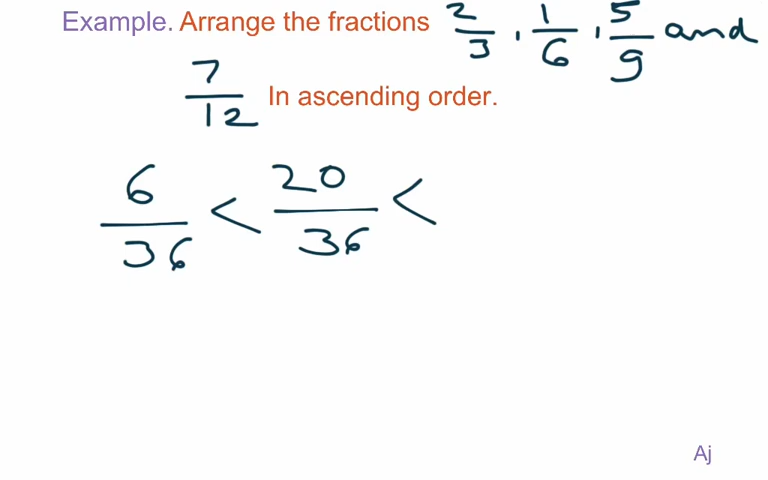 Example. Arrange the fractions 2/3 , 1/6 , 5/9 and
7/12 In ascending order.
6/36 < 20/36 <
Aj